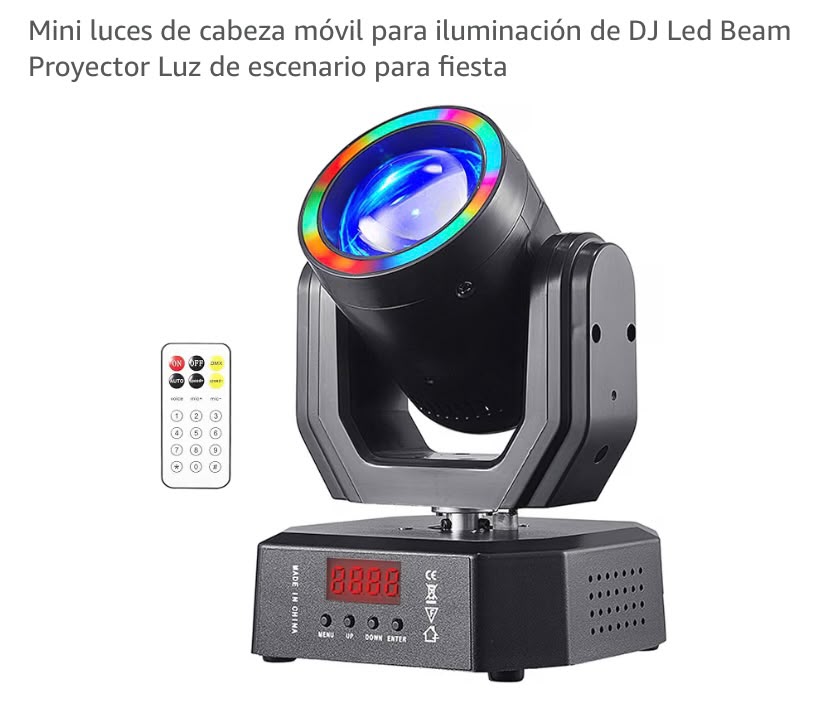 Mini luces de cabeza móvil para iluminación de DJ Led Beam
Proyector Luz de escenario para fiesta
ON OFF DMX
AUTO
1 2 3
4 5 6
7 8 9
* 0 #
MADE IN CHINA
8888
CE
MENU UP DOWN ENTER